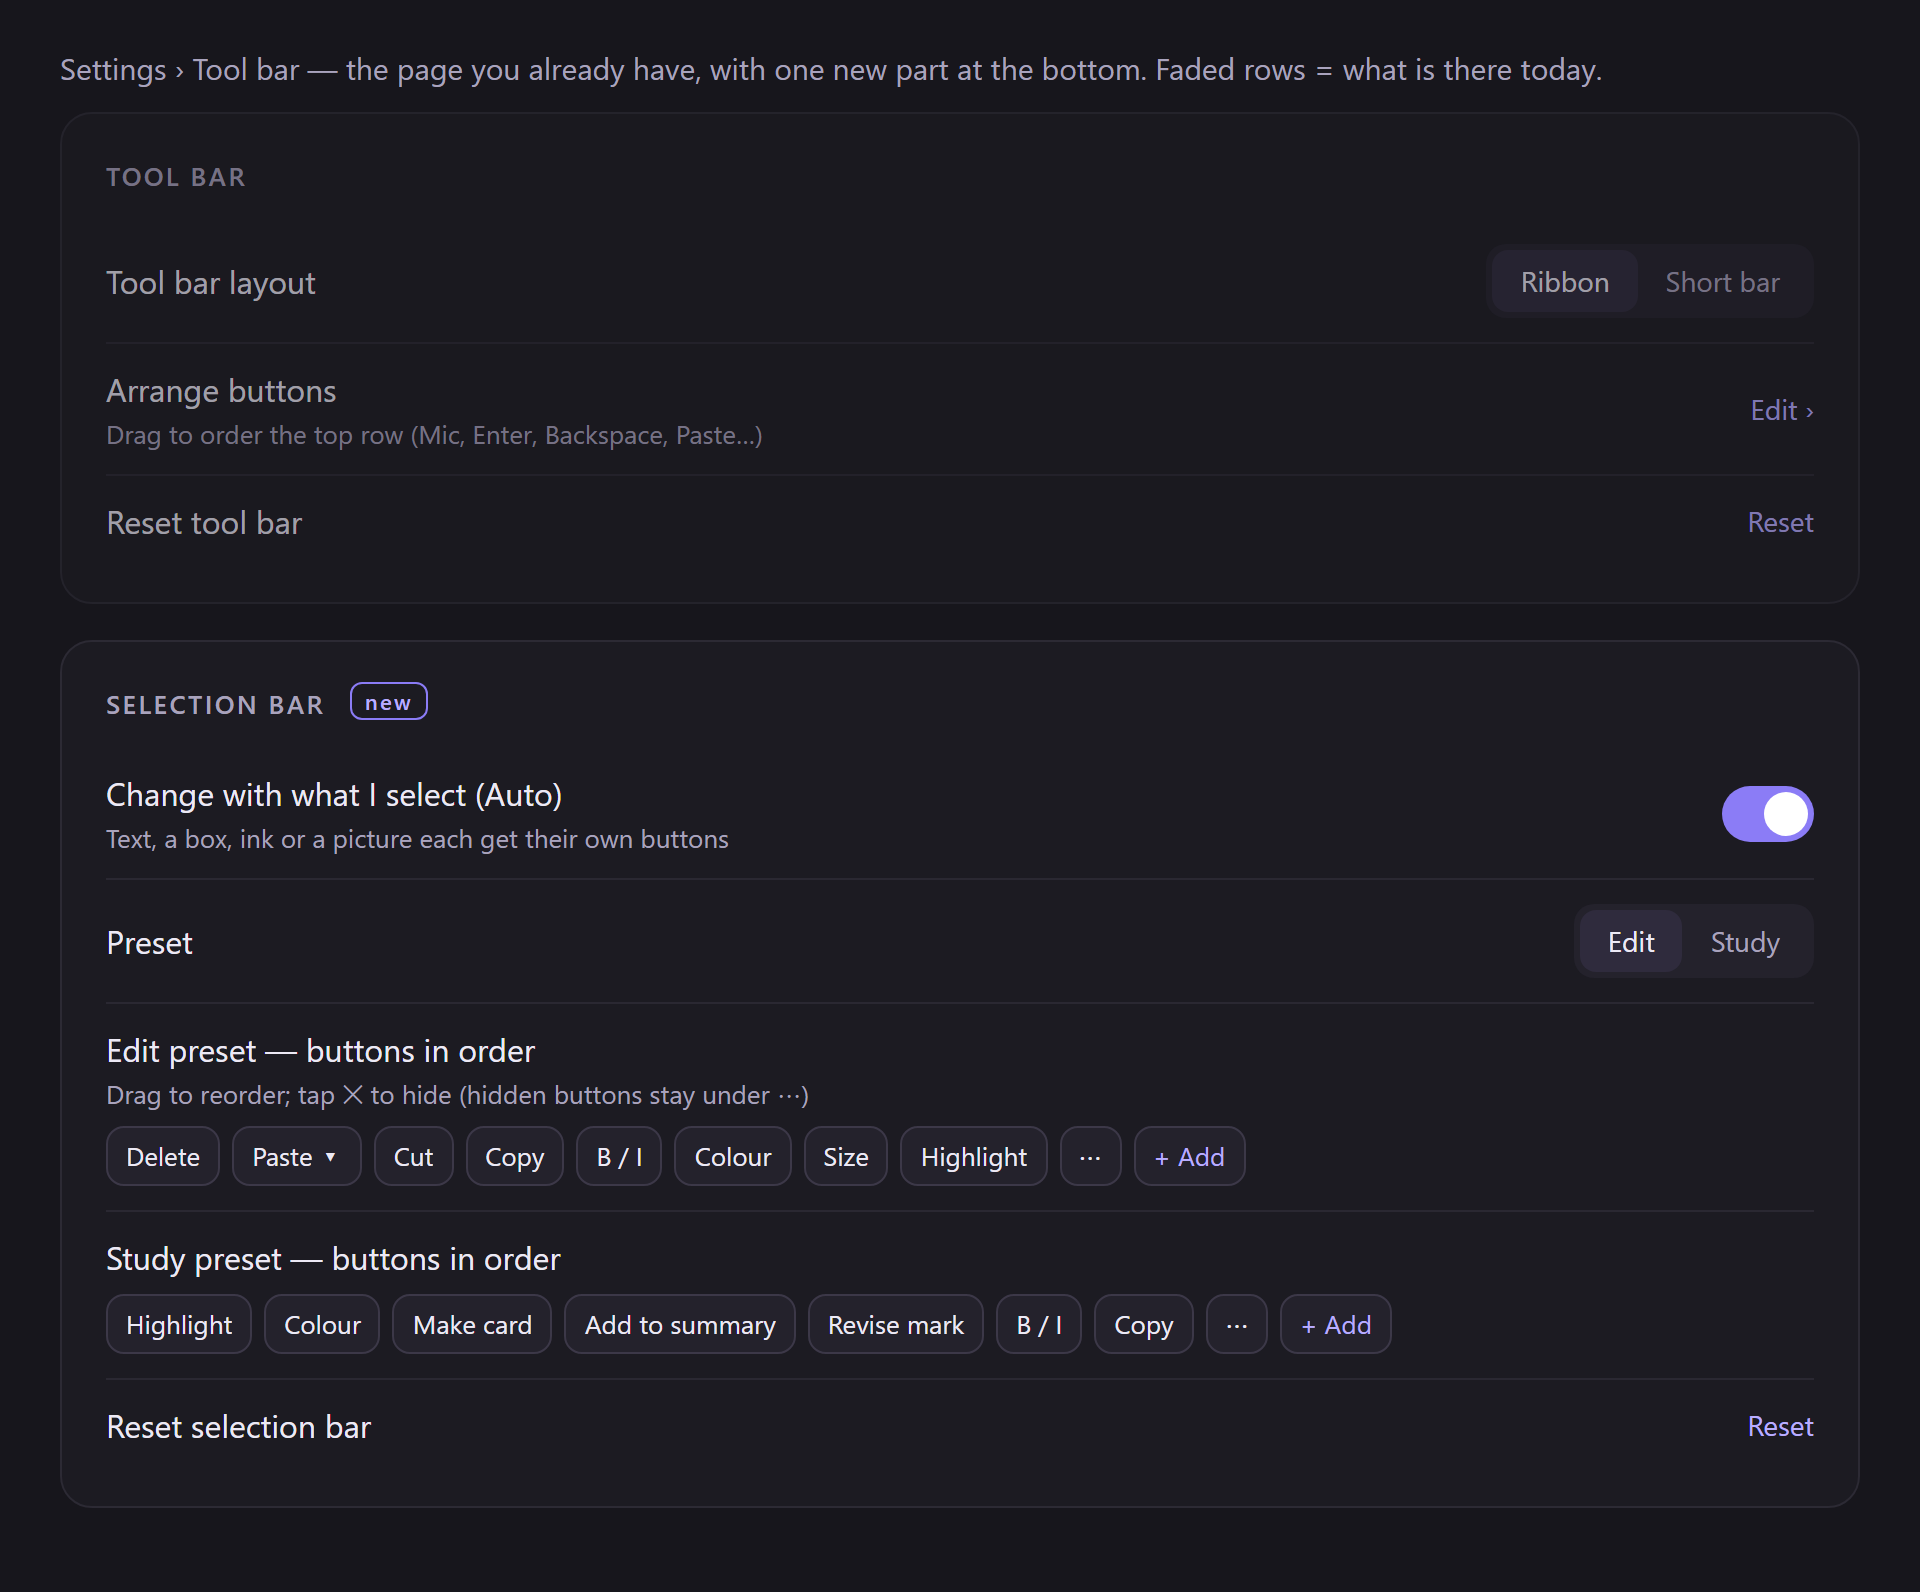 Settings › Tool bar — the page you already have, with one new part at the bottom. Faded rows = what is there today.
TOOL BAR
Tool bar layout
Ribbon Short bar
Arrange buttons
Drag to order the top row (Mic, Enter, Backspace, Paste…)
Edit ›
Reset tool bar
Reset
SELECTION BAR new
Change with what I select (Auto)
Text, a box, ink or a picture each get their own buttons
Preset
Edit Study
Edit preset — buttons in order
Drag to reorder; tap ✕ to hide (hidden buttons stay under ⋯)
Delete Paste ▾ Cut Copy B / I Colour Size Highlight ⋯ + Add
Study preset — buttons in order
Highlight Colour Make card Add to summary Revise mark B / I Copy ⋯ + Add
Reset selection bar
Reset